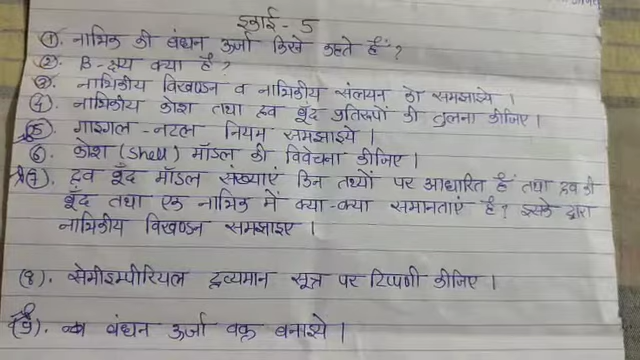 इकाई - 5
①. नाभिक की बंधन ऊर्जा किसे कहते हैं ?
②. β - क्षय क्या है ?
③. नाभिकीय विखण्डन व नाभिकीय संलयन को समझाइये ।
④. नाभिकीय कोश तथा द्रव बूँद प्रतिरूपों की तुलना कीजिए ।
⑤. गाइगल - नटल नियम समझाइये ।
⑥. कोश (Shell) मॉडल की विवेचना कीजिए ।
⑦. द्रव बूँद मॉडल संख्याएं किन तथ्यों पर आधारित है तथा द्रव की
बूँद तथा एक नाभिक में क्या-क्या समानताएं है ? इसके द्वारा
नाभिकीय विखण्डन समझाइए ।
(8). सेमीइम्पीरियल द्रव्यमान सूत्र पर टिप्पणी कीजिए ।
(9). बंधन ऊर्जा वक्र बनाइये ।